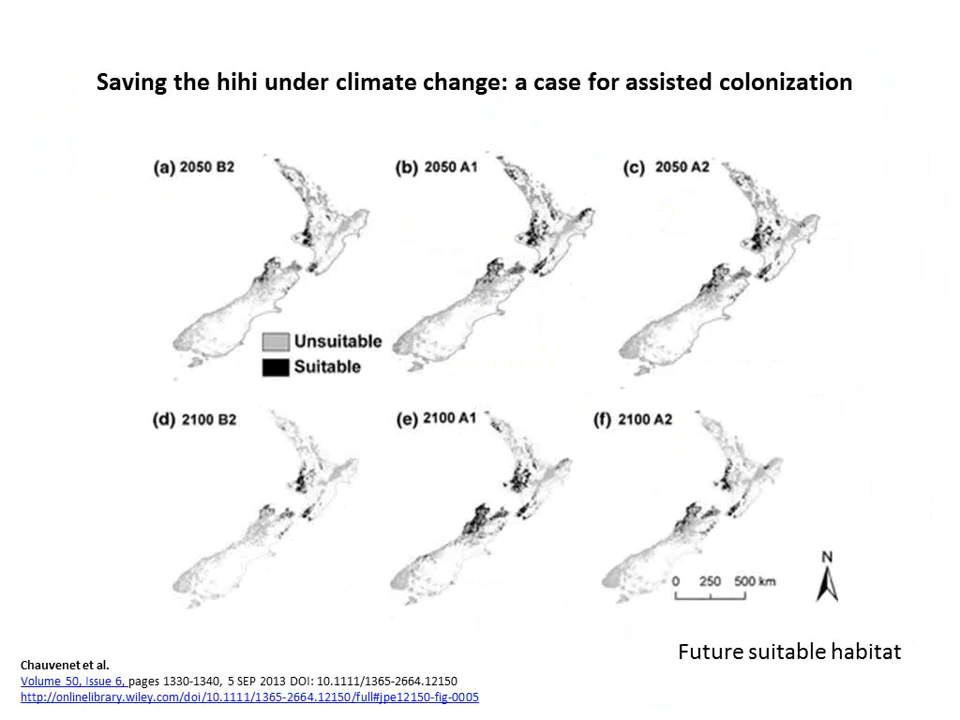 Saving the hihi under climate change: a case for assisted colonization
(a) 2050 B2
(b) 2050 A1
(c) 2050 A2
Unsuitable
Suitable
(d) 2100 B2
(e) 2100 A1
(f) 2100 A2
N
0 250 500 km
Future suitable habitat
Chauvenet et al.
Volume 50, Issue 6, pages 1330-1340, 5 SEP 2013 DOI: 10.1111/1365-2664.12150
http://onlinelibrary.wiley.com/doi/10.1111/1365-2664.12150/full#jpe12150-fig-0005